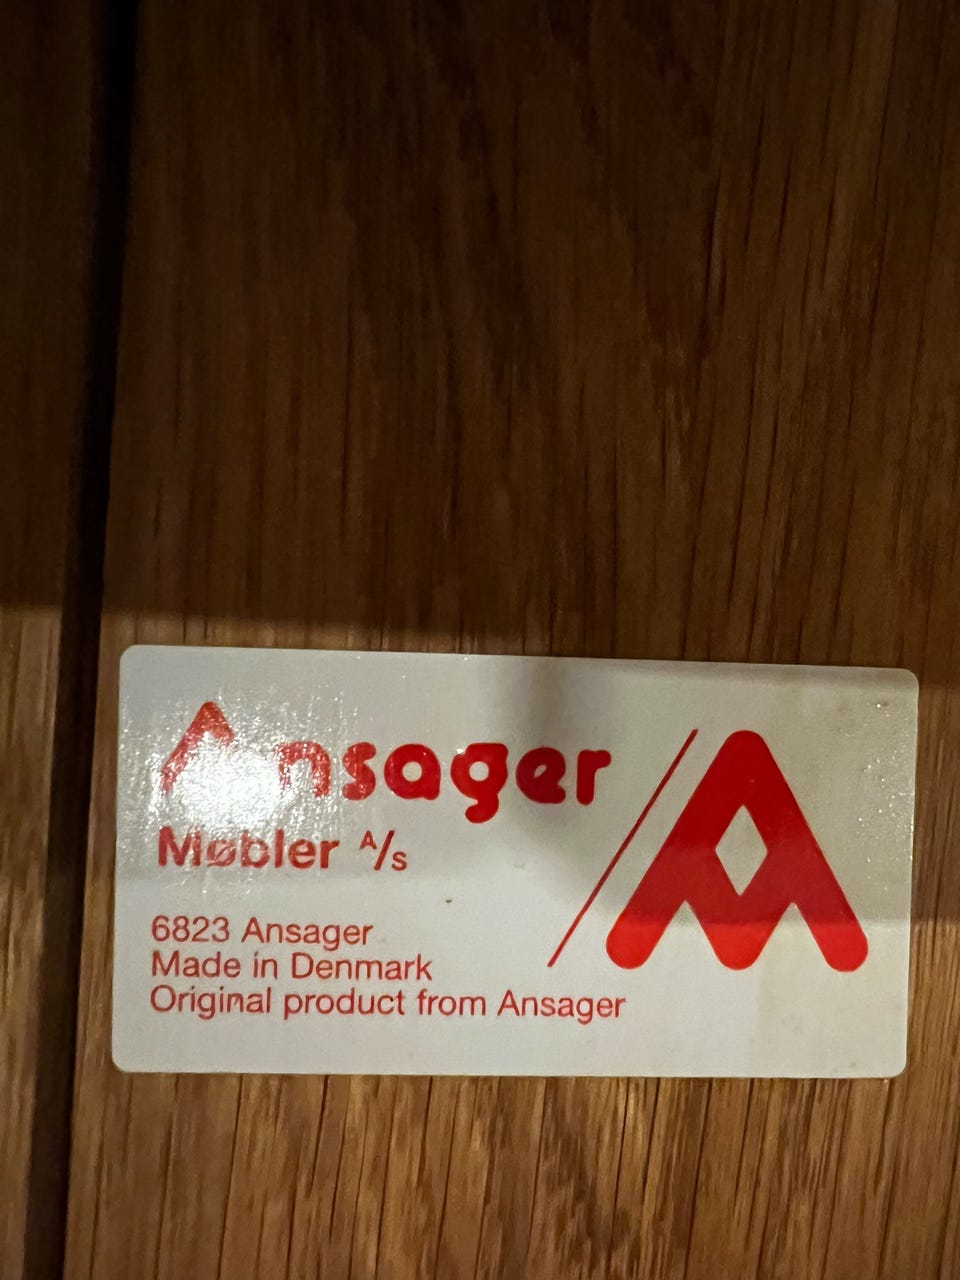 Ansager
Møbler A/S
6823 Ansager
Made in Denmark
Original product from Ansager